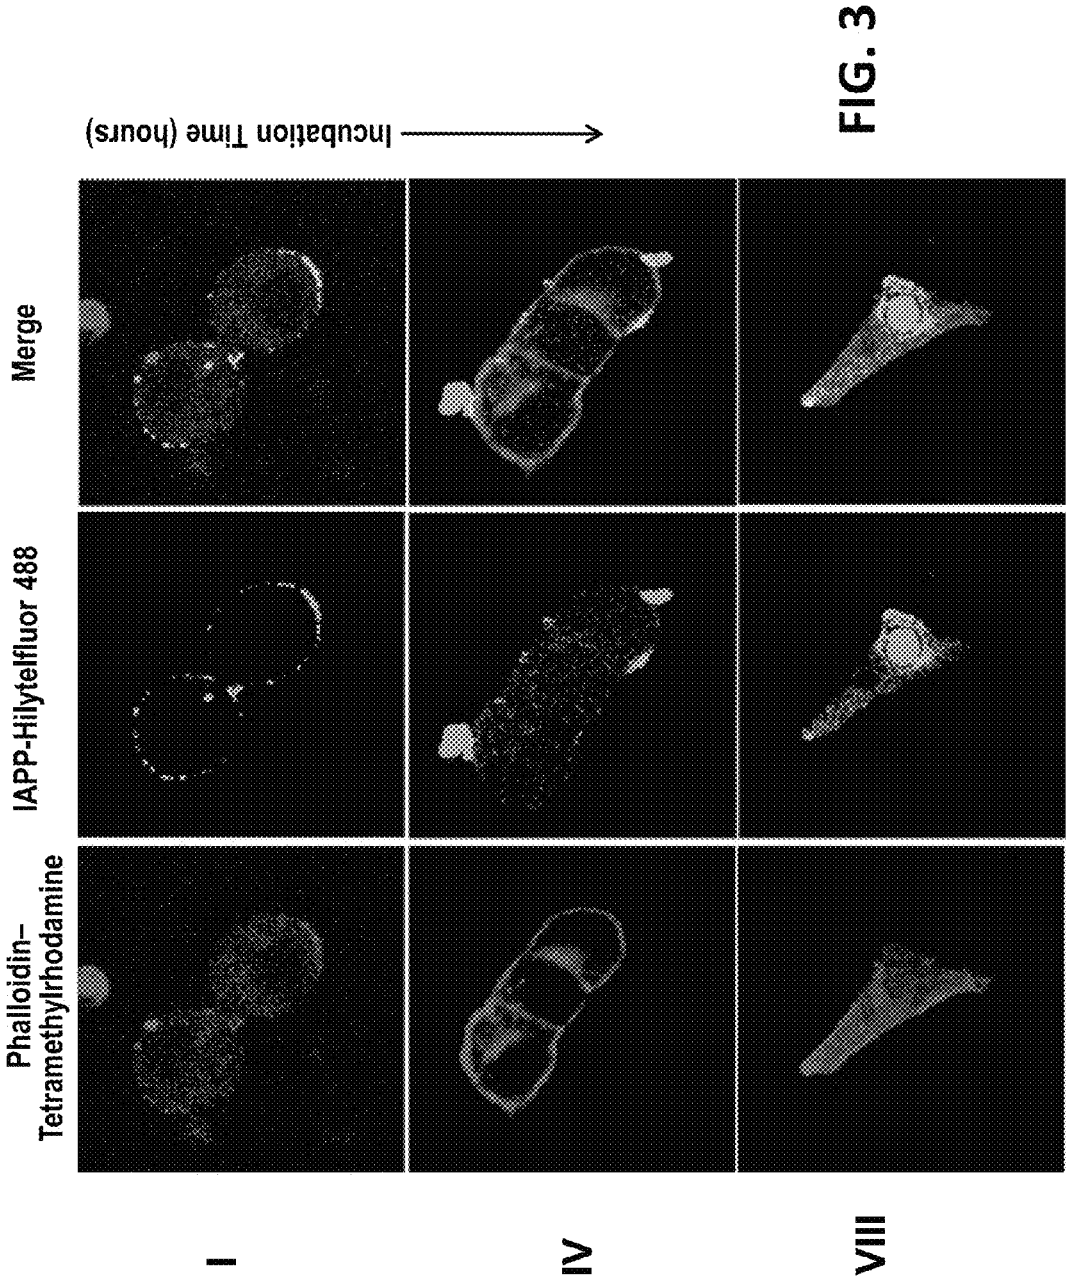 Phalloidin–
Tetramethylrhodamine
IAPP-Hilytelfluor 488
Merge
I
IV
VIII
Incubation Time (hours)
FIG. 3